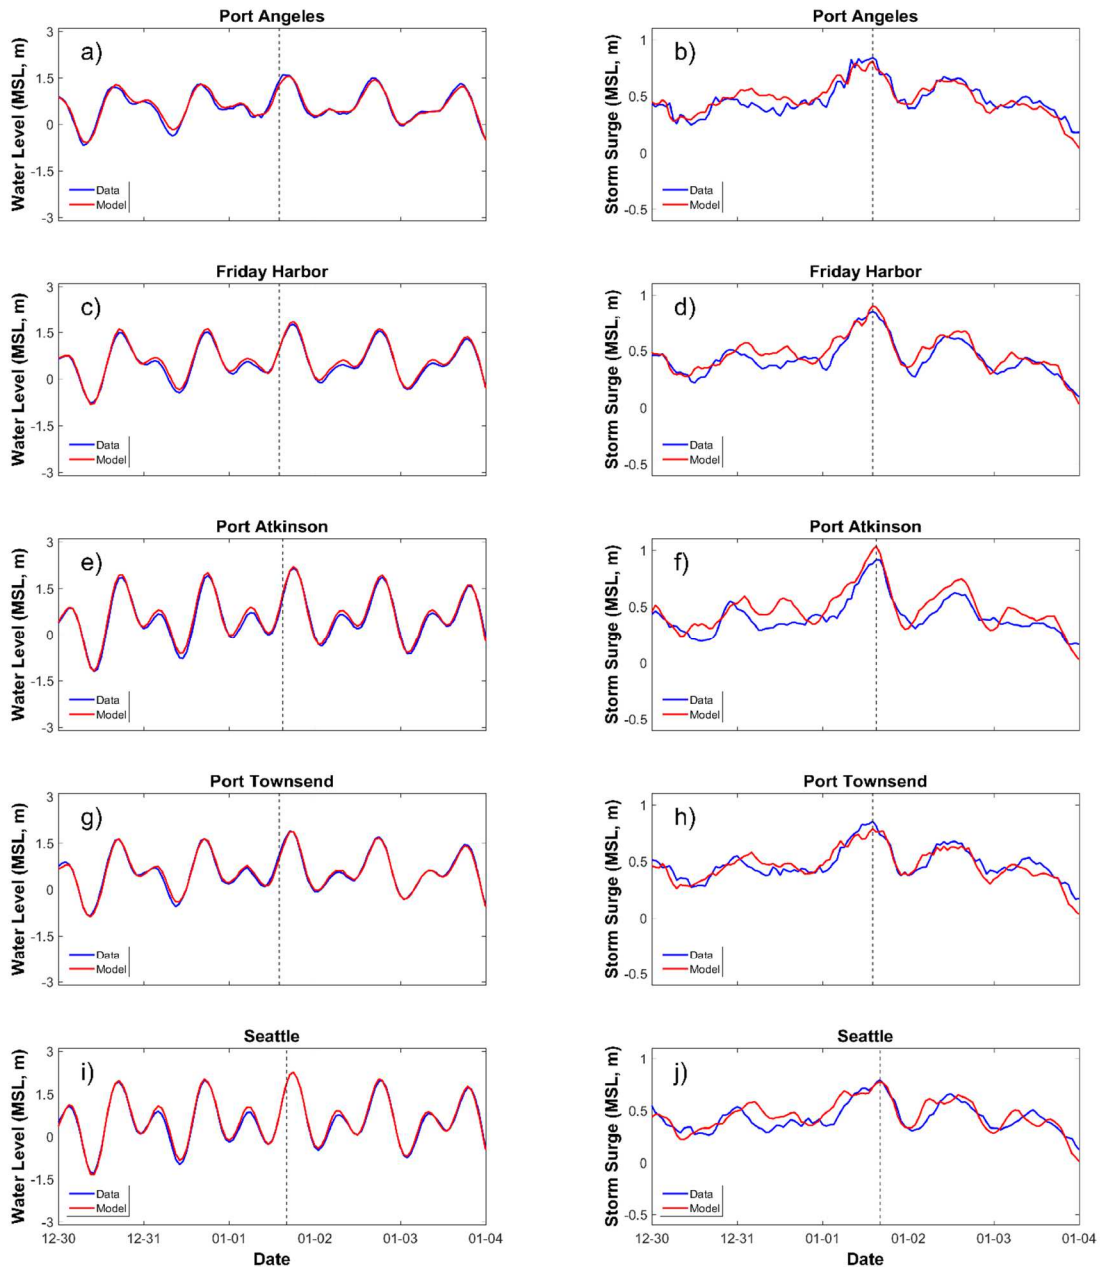 Port Angeles
a)
Water Level (MSL, m)
3
1.5
0
-1.5
-3
Data
Model
Port Angeles
b)
Storm Surge (MSL, m)
1
0.5
0
-0.5
Data
Model
Friday Harbor
c)
Water Level (MSL, m)
3
1.5
0
-1.5
-3
Data
Model
Friday Harbor
d)
Storm Surge (MSL, m)
1
0.5
0
-0.5
Data
Model
Port Atkinson
e)
Water Level (MSL, m)
3
1.5
0
-1.5
-3
Data
Model
Port Atkinson
f)
Storm Surge (MSL, m)
1
0.5
0
-0.5
Data
Model
Port Townsend
g)
Water Level (MSL, m)
3
1.5
0
-1.5
-3
Data
Model
Port Townsend
h)
Storm Surge (MSL, m)
1
0.5
0
-0.5
Data
Model
Seattle
i)
Water Level (MSL, m)
3
1.5
0
-1.5
-3
Data
Model
12-30 12-31 01-01 01-02 01-03 01-04
Date
Seattle
j)
Storm Surge (MSL, m)
1
0.5
0
-0.5
Data
Model
12-30 12-31 01-01 01-02 01-03 01-04
Date